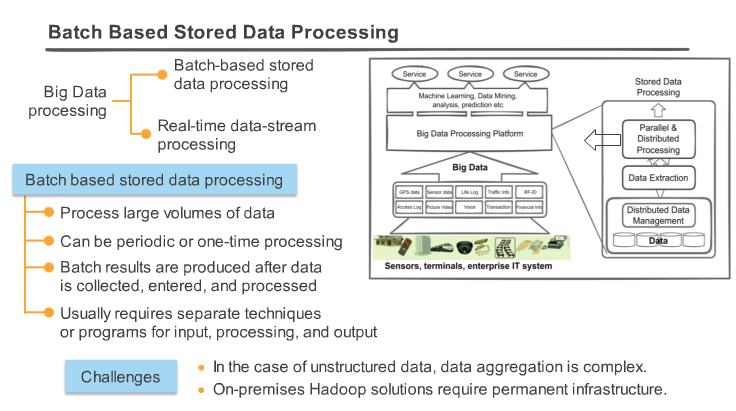 Batch Based Stored Data Processing
Big Data
processing
Batch-based stored
data processing
Real-time data-stream
processing
Batch based stored data processing
Process large volumes of data
Can be periodic or one-time processing
Batch results are produced after data
is collected, entered, and processed
Usually requires separate techniques
or programs for input, processing, and output
Service Service Service
Machine Learning, Data Mining,
analysis, prediction etc
Big Data Processing Platform
Big Data
GPS data Sensor data Life Log Traffic Info RF-ID
Access Log Picture Video Voice Transaction Financial Info
Sensors, terminals, enterprise IT system
Stored Data
Processing
Parallel &
Distributed
Processing
Data Extraction
Distributed Data
Management
Data
Challenges
In the case of unstructured data, data aggregation is complex.
On-premises Hadoop solutions require permanent infrastructure.